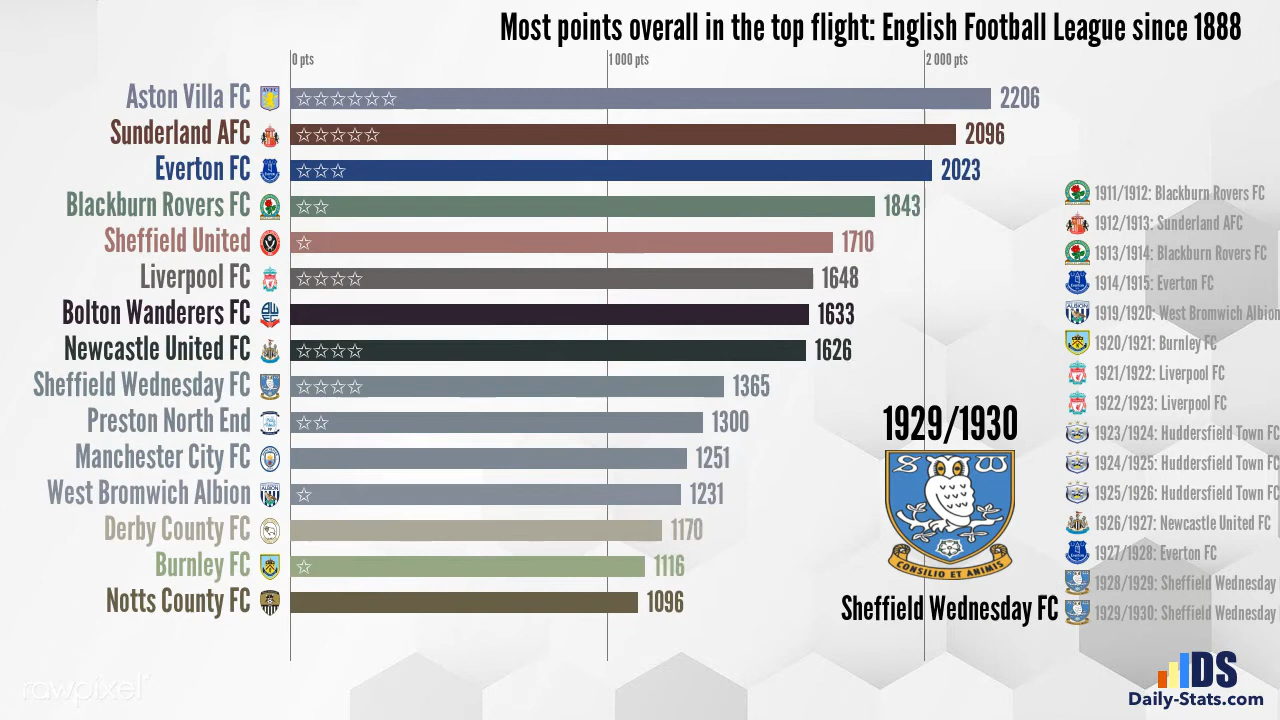 Most points overall in the top flight: English Football League since 1888
0 pts
1 000 pts
2 000 pts
Aston Villa FC ☆☆☆☆☆☆ 2206
Sunderland AFC ☆☆☆☆☆ 2096
Everton FC ☆☆☆ 2023
Blackburn Rovers FC ☆☆ 1843
Sheffield United ☆ 1710
Liverpool FC ☆☆☆☆ 1648
Bolton Wanderers FC 1633
Newcastle United FC ☆☆☆☆ 1626
Sheffield Wednesday FC ☆☆☆☆ 1365
Preston North End ☆☆ 1300
Manchester City FC 1251
West Bromwich Albion ☆ 1231
Derby County FC 1170
Burnley FC ☆ 1116
Notts County FC 1096
1911/1912: Blackburn Rovers FC
1912/1913: Sunderland AFC
1913/1914: Blackburn Rovers FC
1914/1915: Everton FC
1919/1920: West Bromwich Albion
1920/1921: Burnley FC
1921/1922: Liverpool FC
1922/1923: Liverpool FC
1923/1924: Huddersfield Town FC
1924/1925: Huddersfield Town FC
1925/1926: Huddersfield Town FC
1926/1927: Newcastle United FC
1927/1928: Everton FC
1928/1929: Sheffield Wednesday
1929/1930: Sheffield Wednesday
1929/1930
S W
CONSILIO ET ANIMIS
Sheffield Wednesday FC
rawpixel
DS
Daily-Stats.com